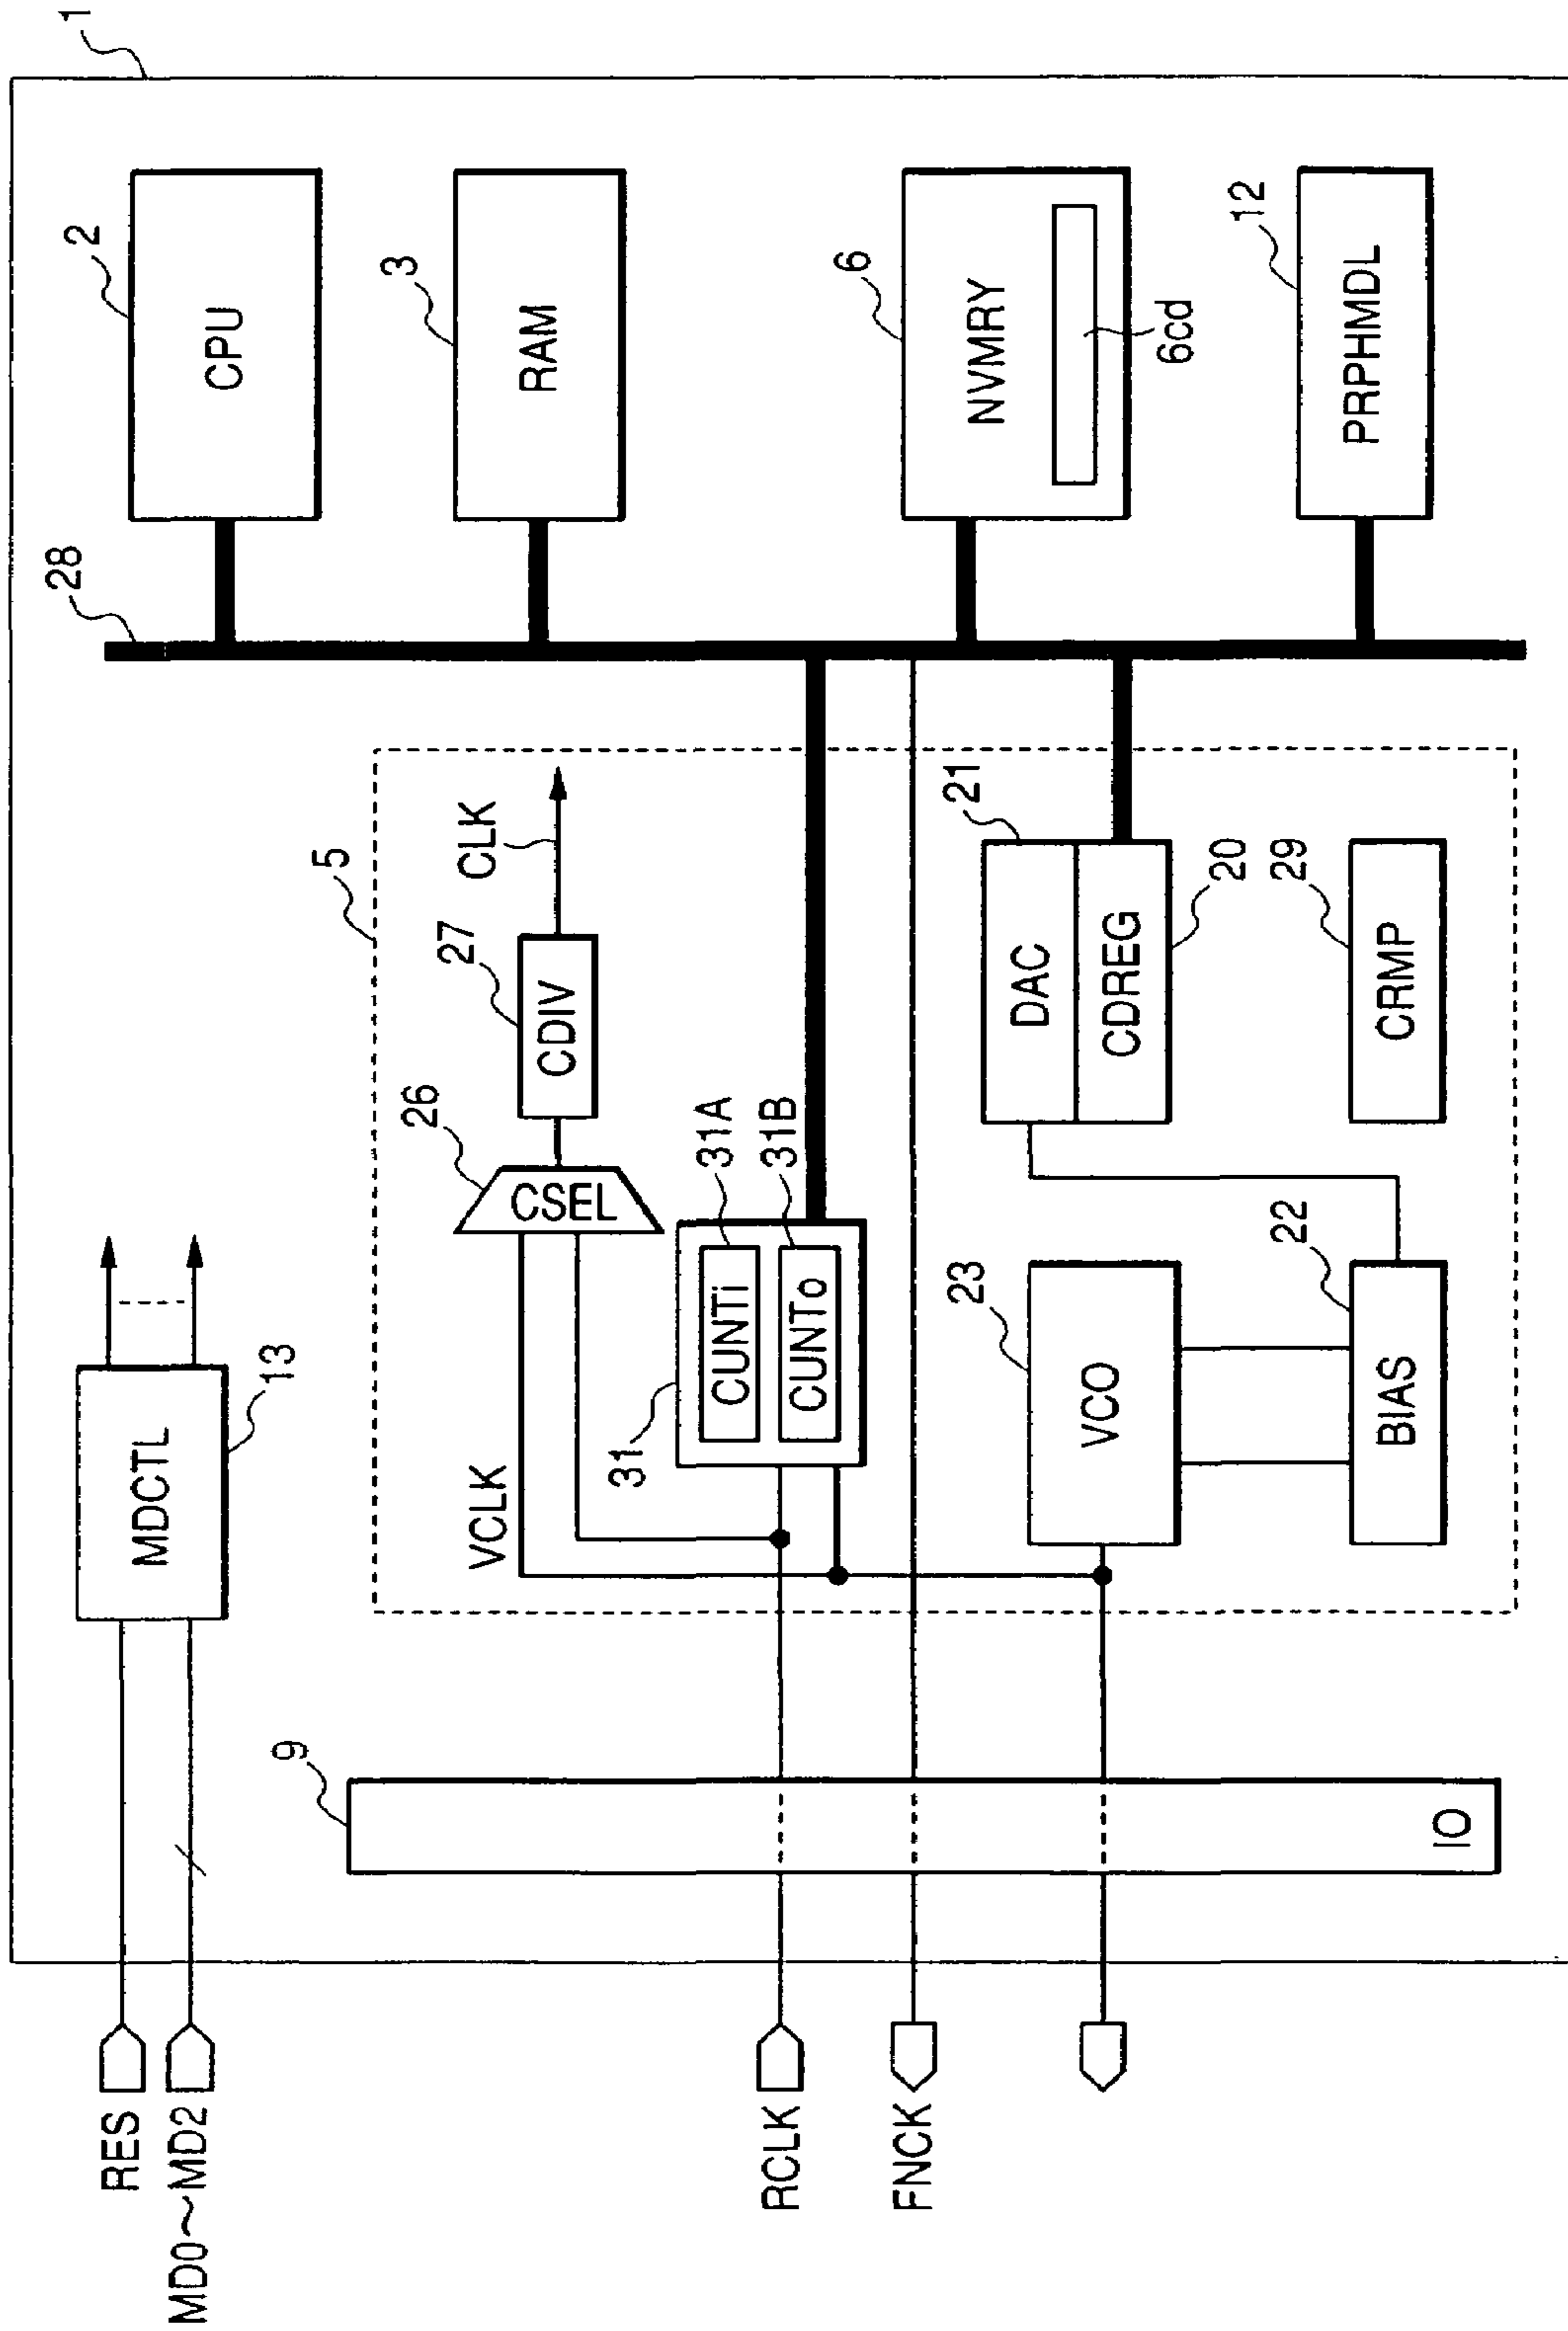 1
RES
MD0~MD2
MDCTL
13
28
2
CPU
3
RAM
5
VCLK
26
CSEL
27
CDIV
CLK
31
CUNTi
31A
CUNTo
31B
9
IO
RCLK
FNCK
6
NVMRY
6cd
23
VCO
22
BIAS
21
DAC
CDREG
20
29
CRMP
12
PRPHMDL